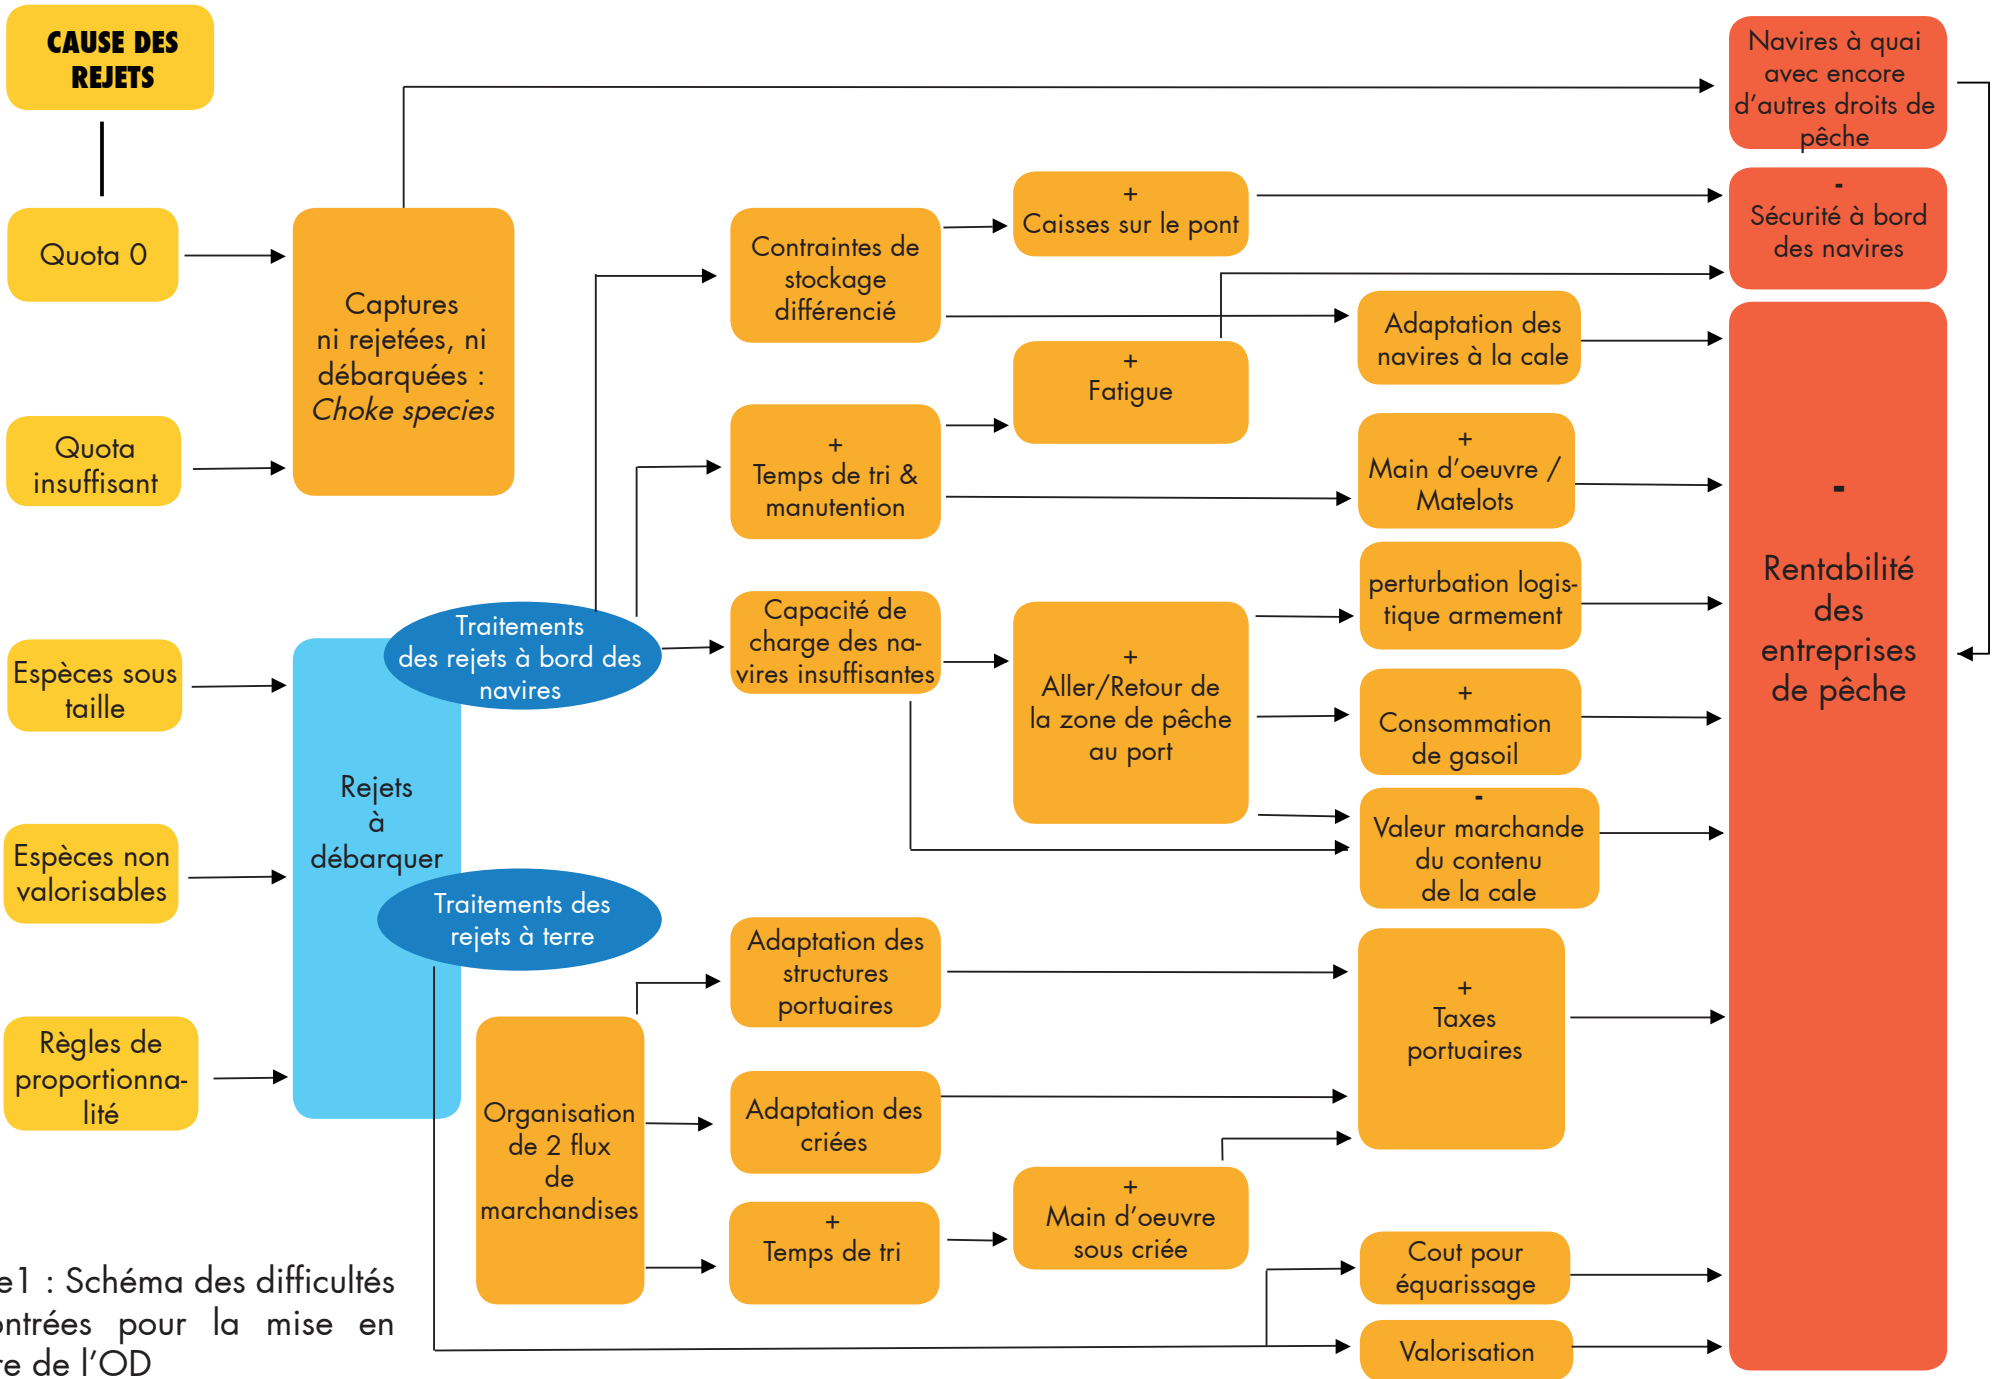 CAUSE DES
REJETS
Quota 0
Quota
insuffisant
Espèces sous
taille
Espèces non
valorisables
Règles de
proportionna-
lité
Captures
ni rejetées, ni
débarquées :
Choke species
Rejets
à
débarquer
Traitements
des rejets à bord des
navires
Traitements des
rejets à terre
Organisation
de 2 flux
de
marchandises
Contraintes de
stockage
différencié
+
Temps de tri &
manutention
Capacité de
charge des na-
vires insuffisantes
Adaptation des
structures
portuaires
Adaptation des
criées
+
Temps de tri
+
Caisses sur le pont
+
Fatigue
+
Aller/Retour de
la zone de pêche
au port
+
Main d'oeuvre
sous criée
Adaptation des
navires à la cale
+
Main d'oeuvre /
Matelots
perturbation logis-
tique armement
+
Consommation
de gasoil
-
Valeur marchande
du contenu
de la cale
+
Taxes
portuaires
Cout pour
équarissage
Valorisation
Navires à quai
avec encore
d'autres droits de
pêche
-
Sécurité à bord
des navires
-
Rentabilité
des
entreprises
de pêche
e1 : Schéma des difficultés
ontrées pour la mise en
re de l'OD